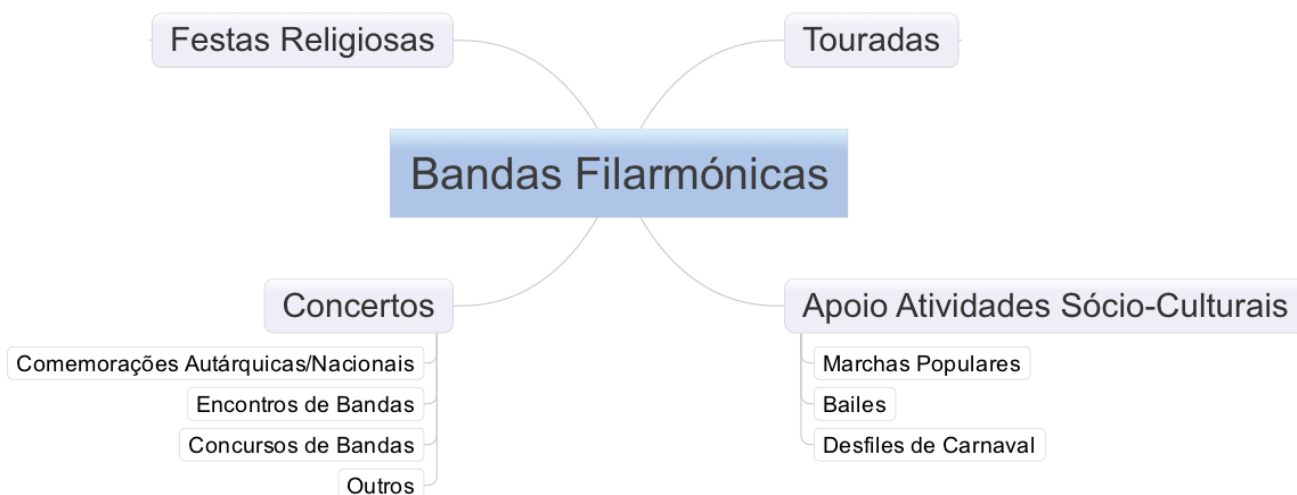 Festas Religiosas
Touradas
Bandas Filarmónicas
Concertos
Comemorações Autárquicas/Nacionais
Encontros de Bandas
Concursos de Bandas
Outros
Apoio Atividades Sócio-Culturais
Marchas Populares
Bailes
Desfiles de Carnaval